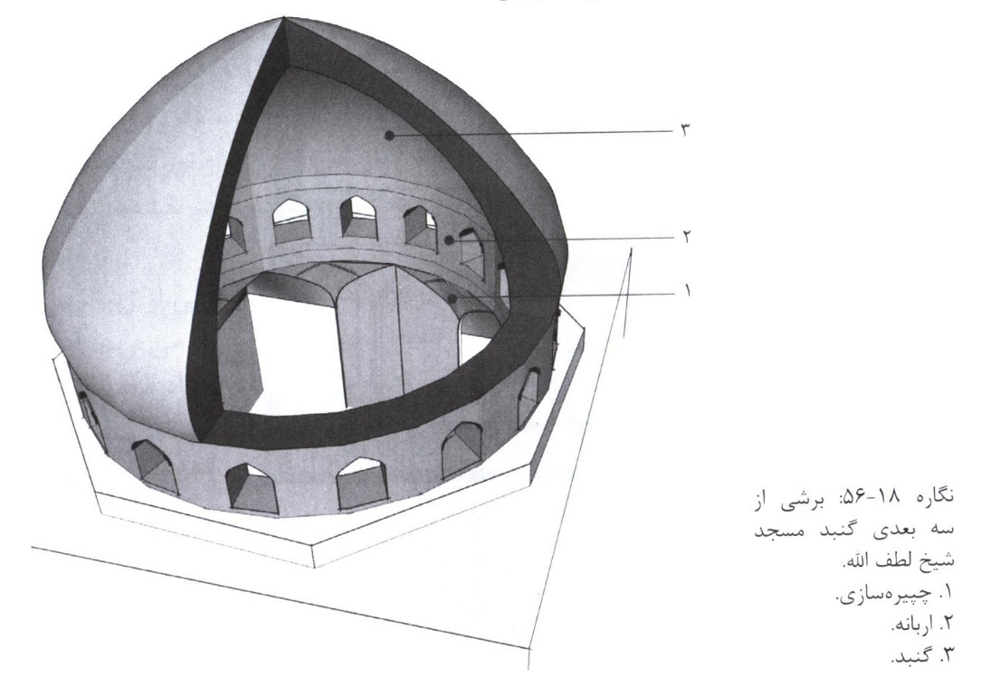 ۳
۲
۱
نگاره ۱۸-۵۶: برشی از
سه بعدی گنبد مسجد
شیخ لطف الله.
۱. چپیره‌سازی.
۲. اربانه.
۳. گنبد.